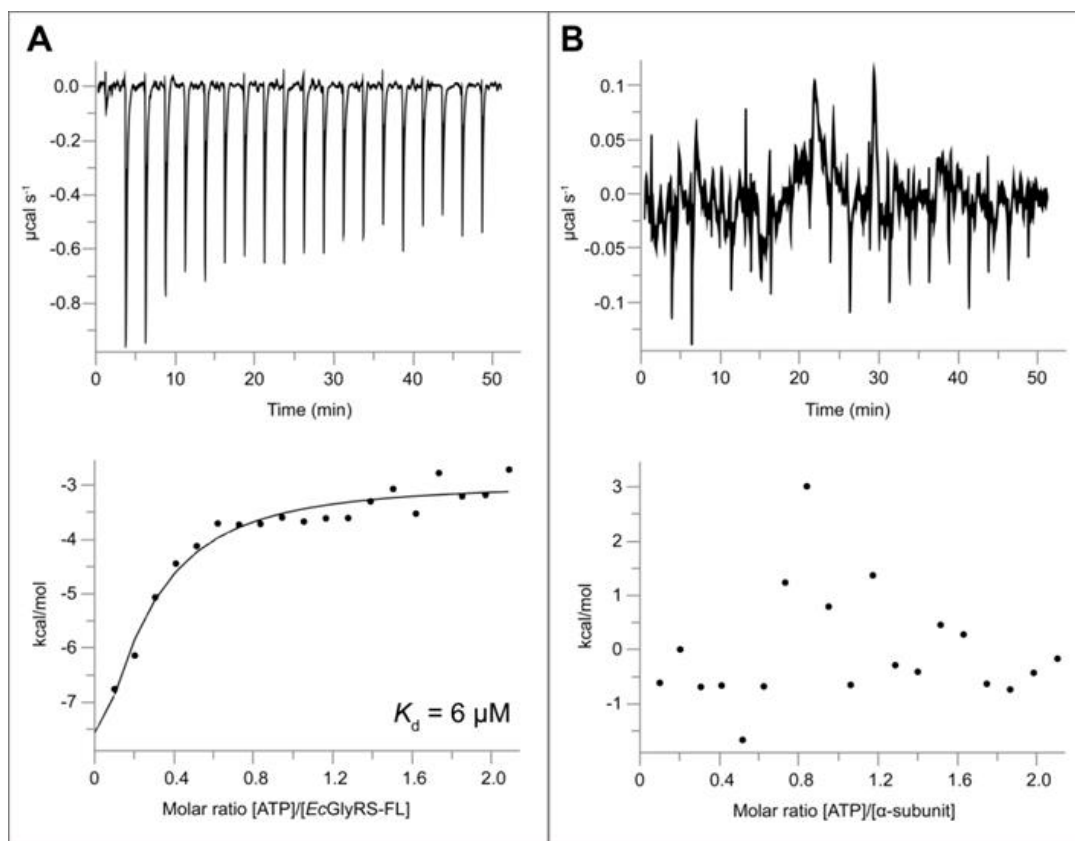 A
0.0
-0.2
-0.4
-0.6
-0.8
µcal s⁻¹
0 10 20 30 40 50
Time (min)
-3
-4
-5
-6
-7
kcal/mol
Kd = 6 µM
0 0.4 0.8 1.2 1.6 2.0
Molar ratio [ATP]/[EcGlyRS-FL]
B
0.1
0.05
0.0
-0.05
-0.1
µcal s⁻¹
0 10 20 30 40 50
Time (min)
3
2
1
0
-1
kcal/mol
0 0.4 0.8 1.2 1.6 2.0
Molar ratio [ATP]/[α-subunit]